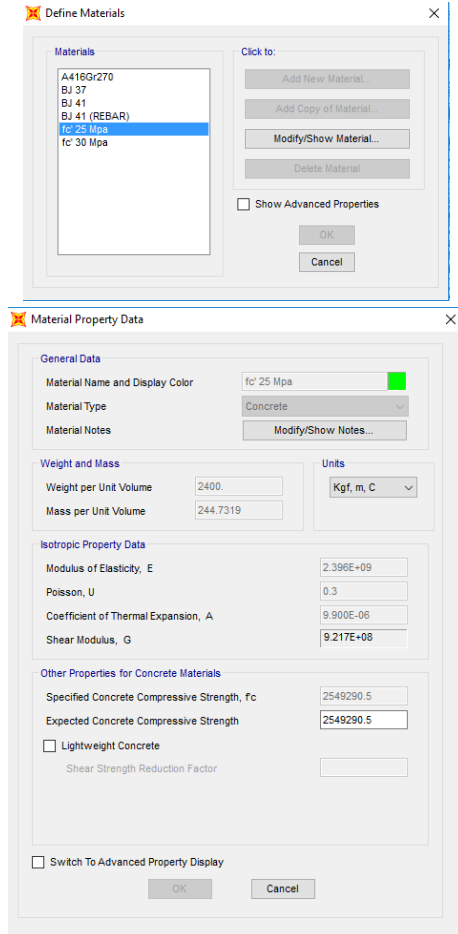 Define Materials
Materials
A416Gr270
BJ 37
BJ 41
BJ 41 (REBAR)
fc' 25 Mpa
fc' 30 Mpa
Click to:
Add New Material...
Add Copy of Material...
Modify/Show Material...
Delete Material
Show Advanced Properties
OK
Cancel
Material Property Data
General Data
Material Name and Display Color fc' 25 Mpa
Material Type Concrete
Material Notes Modify/Show Notes...
Weight and Mass
Weight per Unit Volume 2400.
Mass per Unit Volume 244.7319
Units
Kgf, m, C
Isotropic Property Data
Modulus of Elasticity, E 2.396E+09
Poisson, U 0.3
Coefficient of Thermal Expansion, A 9.900E-06
Shear Modulus, G 9.217E+08
Other Properties for Concrete Materials
Specified Concrete Compressive Strength, f'c 2549290.5
Expected Concrete Compressive Strength 2549290.5
Lightweight Concrete
Shear Strength Reduction Factor
Switch To Advanced Property Display
OK Cancel